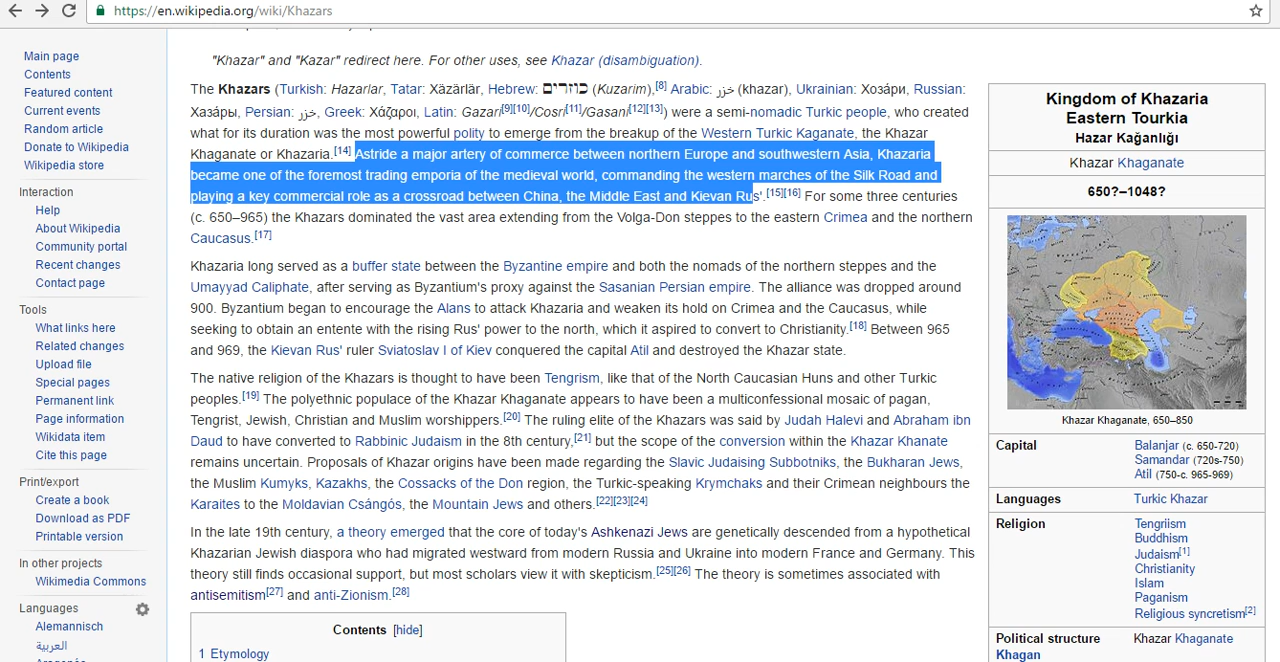 https://en.wikipedia.org/wiki/Khazars
Main page
Contents
Featured content
Current events
Random article
Donate to Wikipedia
Wikipedia store
Interaction
Help
About Wikipedia
Community portal
Recent changes
Contact page
Tools
What links here
Related changes
Upload file
Special pages
Permanent link
Page information
Wikidata item
Cite this page
Print/export
Create a book
Download as PDF
Printable version
In other projects
Wikimedia Commons
Languages
Alemannisch
العربية
"Khazar" and "Kazar" redirect here. For other uses, see Khazar (disambiguation).
The Khazars (Turkish: Hazarlar, Tatar: Xäzärlär, Hebrew: כוזרים (Kuzarim),[8] Arabic: خزر (khazar), Ukrainian: Хоза́ри, Russian:
Хаза́ры, Persian: خزر, Greek: Χάζαροι, Latin: Gazari[9][10]/Cosri[11]/Gasani[12][13]) were a semi-nomadic Turkic people, who created
what for its duration was the most powerful polity to emerge from the breakup of the Western Turkic Kaganate, the Khazar
Khaganate or Khazaria.[14] Astride a major artery of commerce between northern Europe and southwestern Asia, Khazaria
became one of the foremost trading emporia of the medieval world, commanding the western marches of the Silk Road and
playing a key commercial role as a crossroad between China, the Middle East and Kievan Rus'.[15][16] For some three centuries
(c. 650–965) the Khazars dominated the vast area extending from the Volga-Don steppes to the eastern Crimea and the northern
Caucasus.[17]
Khazaria long served as a buffer state between the Byzantine empire and both the nomads of the northern steppes and the
Umayyad Caliphate, after serving as Byzantium's proxy against the Sasanian Persian empire. The alliance was dropped around
900. Byzantium began to encourage the Alans to attack Khazaria and weaken its hold on Crimea and the Caucasus, while
seeking to obtain an entente with the rising Rus' power to the north, which it aspired to convert to Christianity.[18] Between 965
and 969, the Kievan Rus' ruler Sviatoslav I of Kiev conquered the capital Atil and destroyed the Khazar state.
The native religion of the Khazars is thought to have been Tengrism, like that of the North Caucasian Huns and other Turkic
peoples.[19] The polyethnic populace of the Khazar Khaganate appears to have been a multiconfessional mosaic of pagan,
Tengrist, Jewish, Christian and Muslim worshippers.[20] The ruling elite of the Khazars was said by Judah Halevi and Abraham ibn
Daud to have converted to Rabbinic Judaism in the 8th century,[21] but the scope of the conversion within the Khazar Khanate
remains uncertain. Proposals of Khazar origins have been made regarding the Slavic Judaising Subbotniks, the Bukharan Jews,
the Muslim Kumyks, Kazakhs, the Cossacks of the Don region, the Turkic-speaking Krymchaks and their Crimean neighbours the
Karaites to the Moldavian Csángós, the Mountain Jews and others.[22][23][24]
In the late 19th century, a theory emerged that the core of today's Ashkenazi Jews are genetically descended from a hypothetical
Khazarian Jewish diaspora who had migrated westward from modern Russia and Ukraine into modern France and Germany. This
theory still finds occasional support, but most scholars view it with skepticism.[25][26] The theory is sometimes associated with
antisemitism[27] and anti-Zionism.[28]
Contents [hide]
1 Etymology
Kingdom of Khazaria
Eastern Tourkia
Hazar Kağanlığı
Khazar Khaganate
650?–1048?
Khazar Khaganate, 650–850
Capital Balanjar (c. 650-720)
Samandar (720s-750)
Atil (750-c. 965-969)
Languages Turkic Khazar
Religion Tengriism
Buddhism
Judaism[1]
Christianity
Islam
Paganism
Religious syncretism[2]
Political structure Khazar Khaganate
Khagan